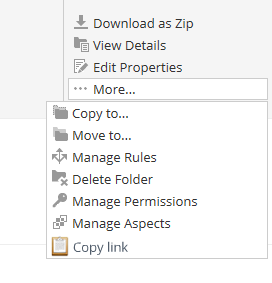 Download as Zip
View Details
Edit Properties
More...
Copy to...
Move to...
Manage Rules
Delete Folder
Manage Permissions
Manage Aspects
Copy link